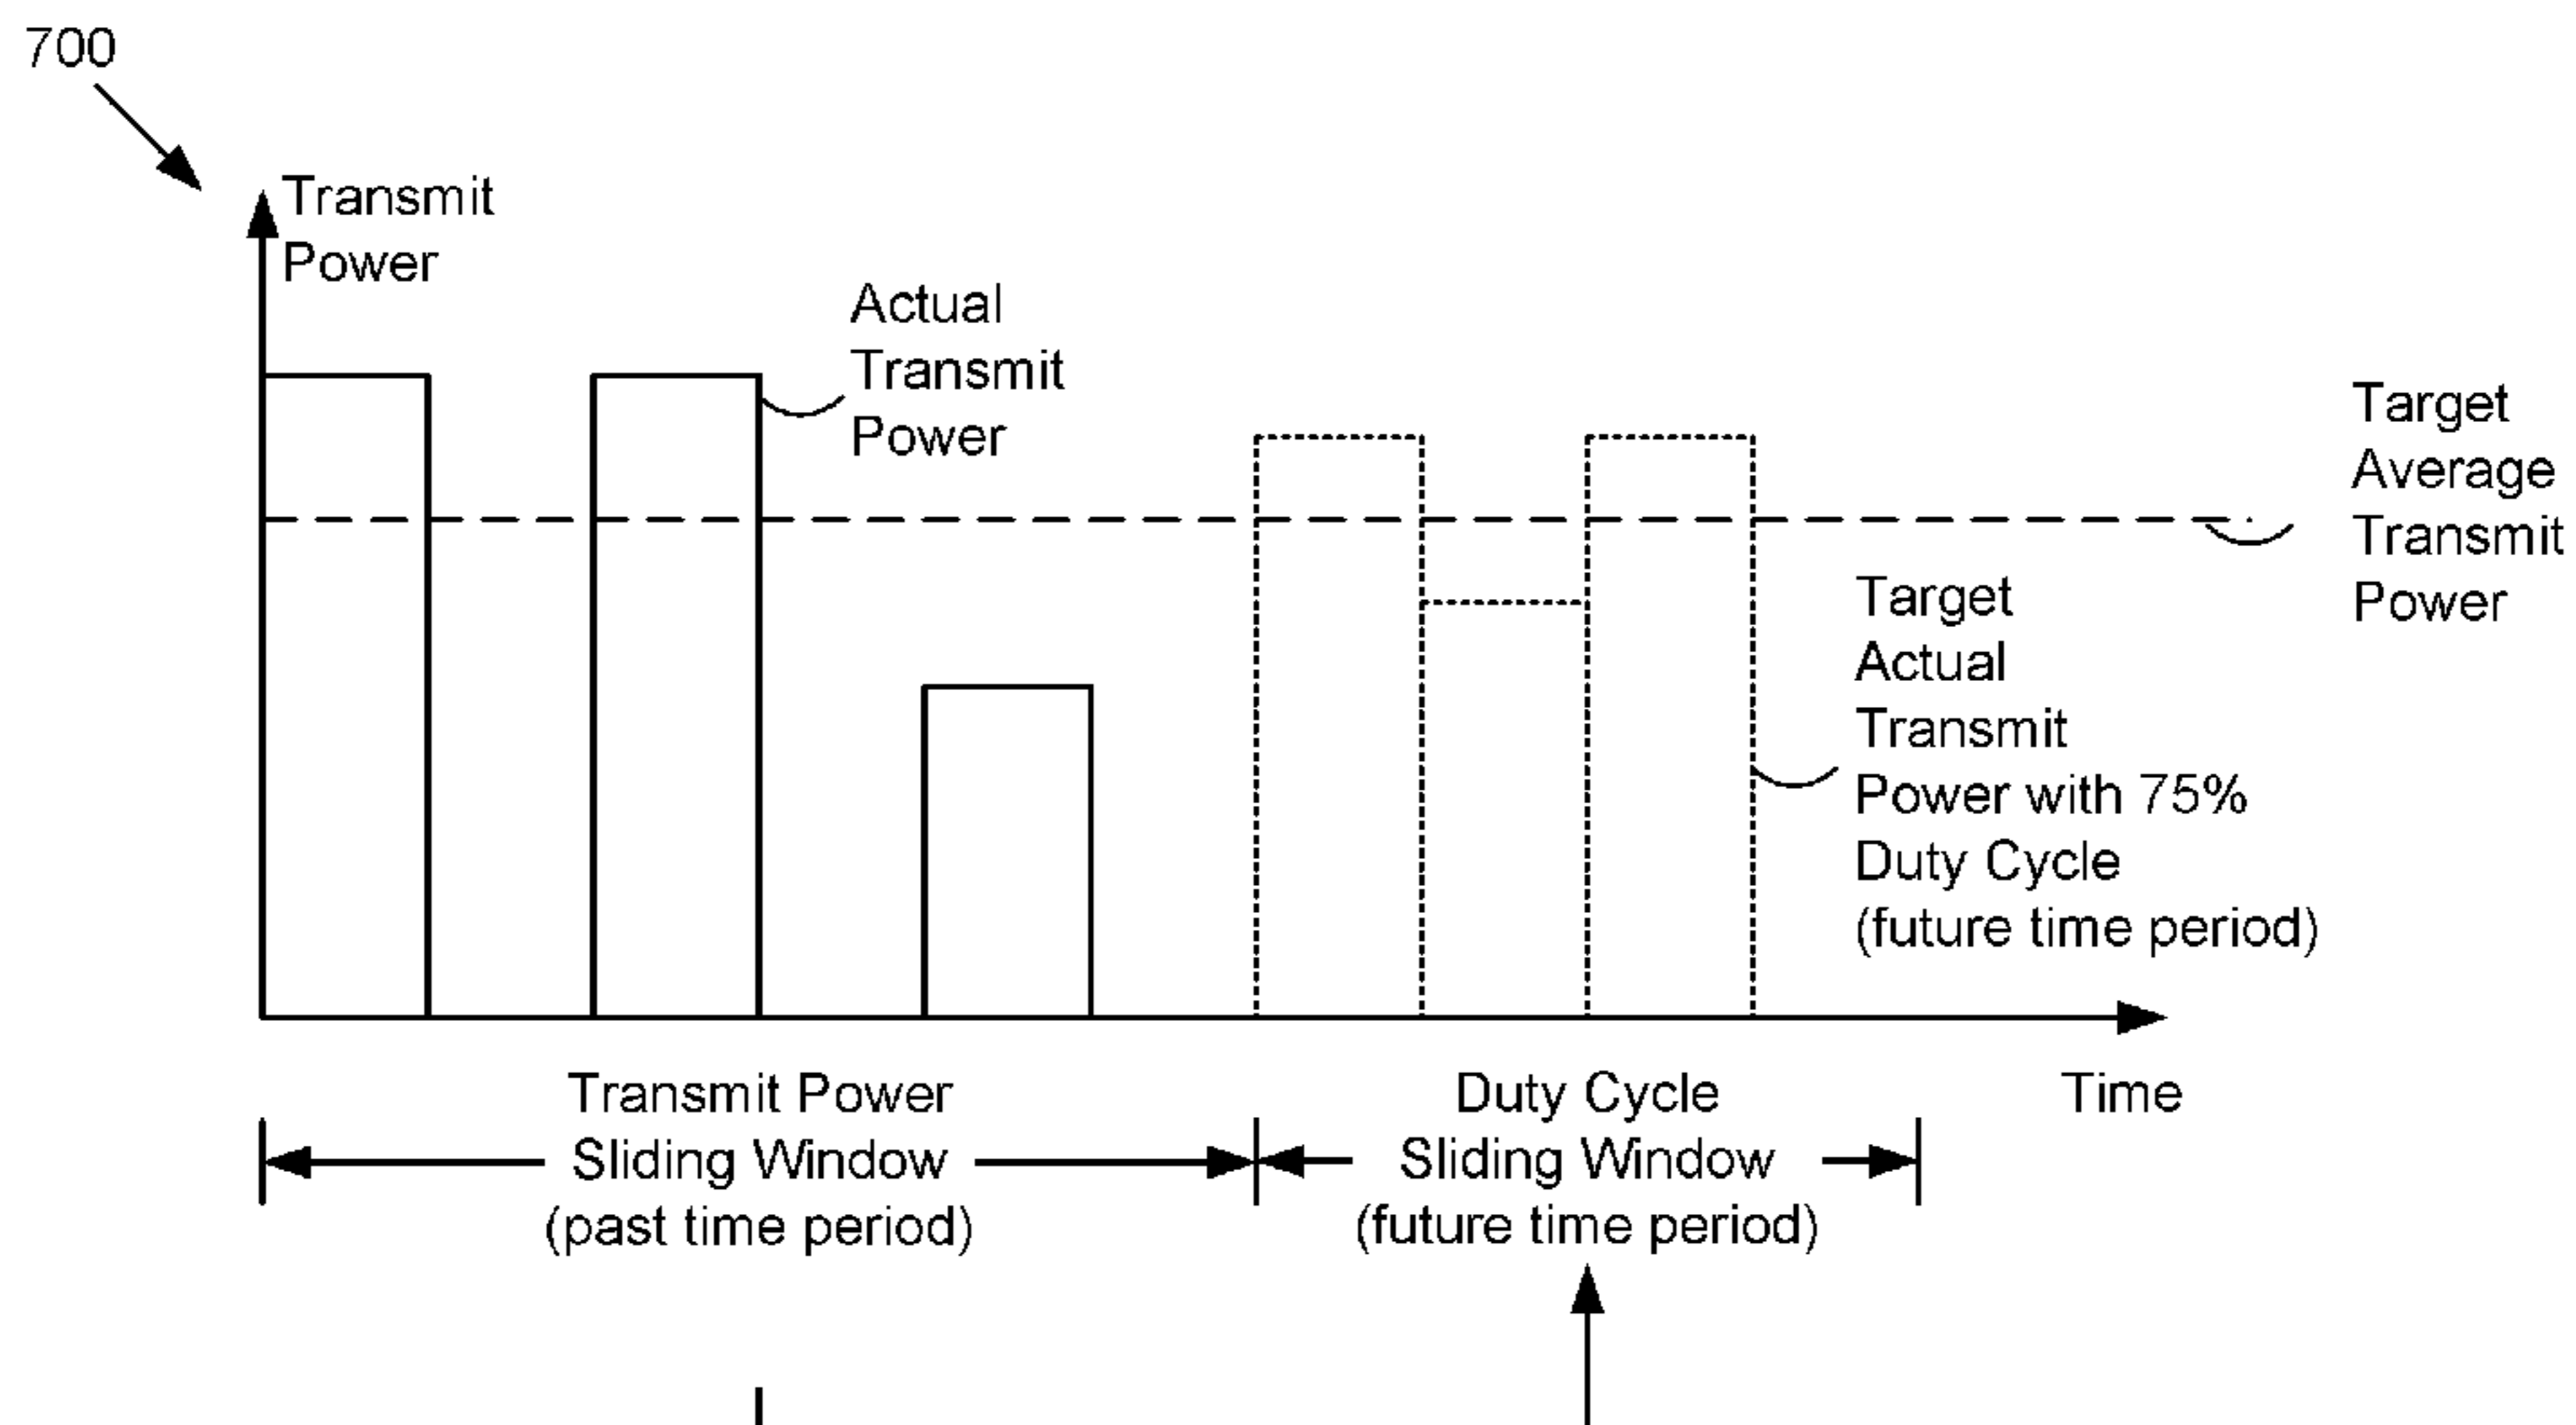 700
Transmit
Power
Actual
Transmit
Power
Target
Average
Transmit
Power
Target
Actual
Transmit
Power with 75%
Duty Cycle
(future time period)
Transmit Power
Sliding Window
(past time period)
Duty Cycle
Sliding Window
(future time period)
Time